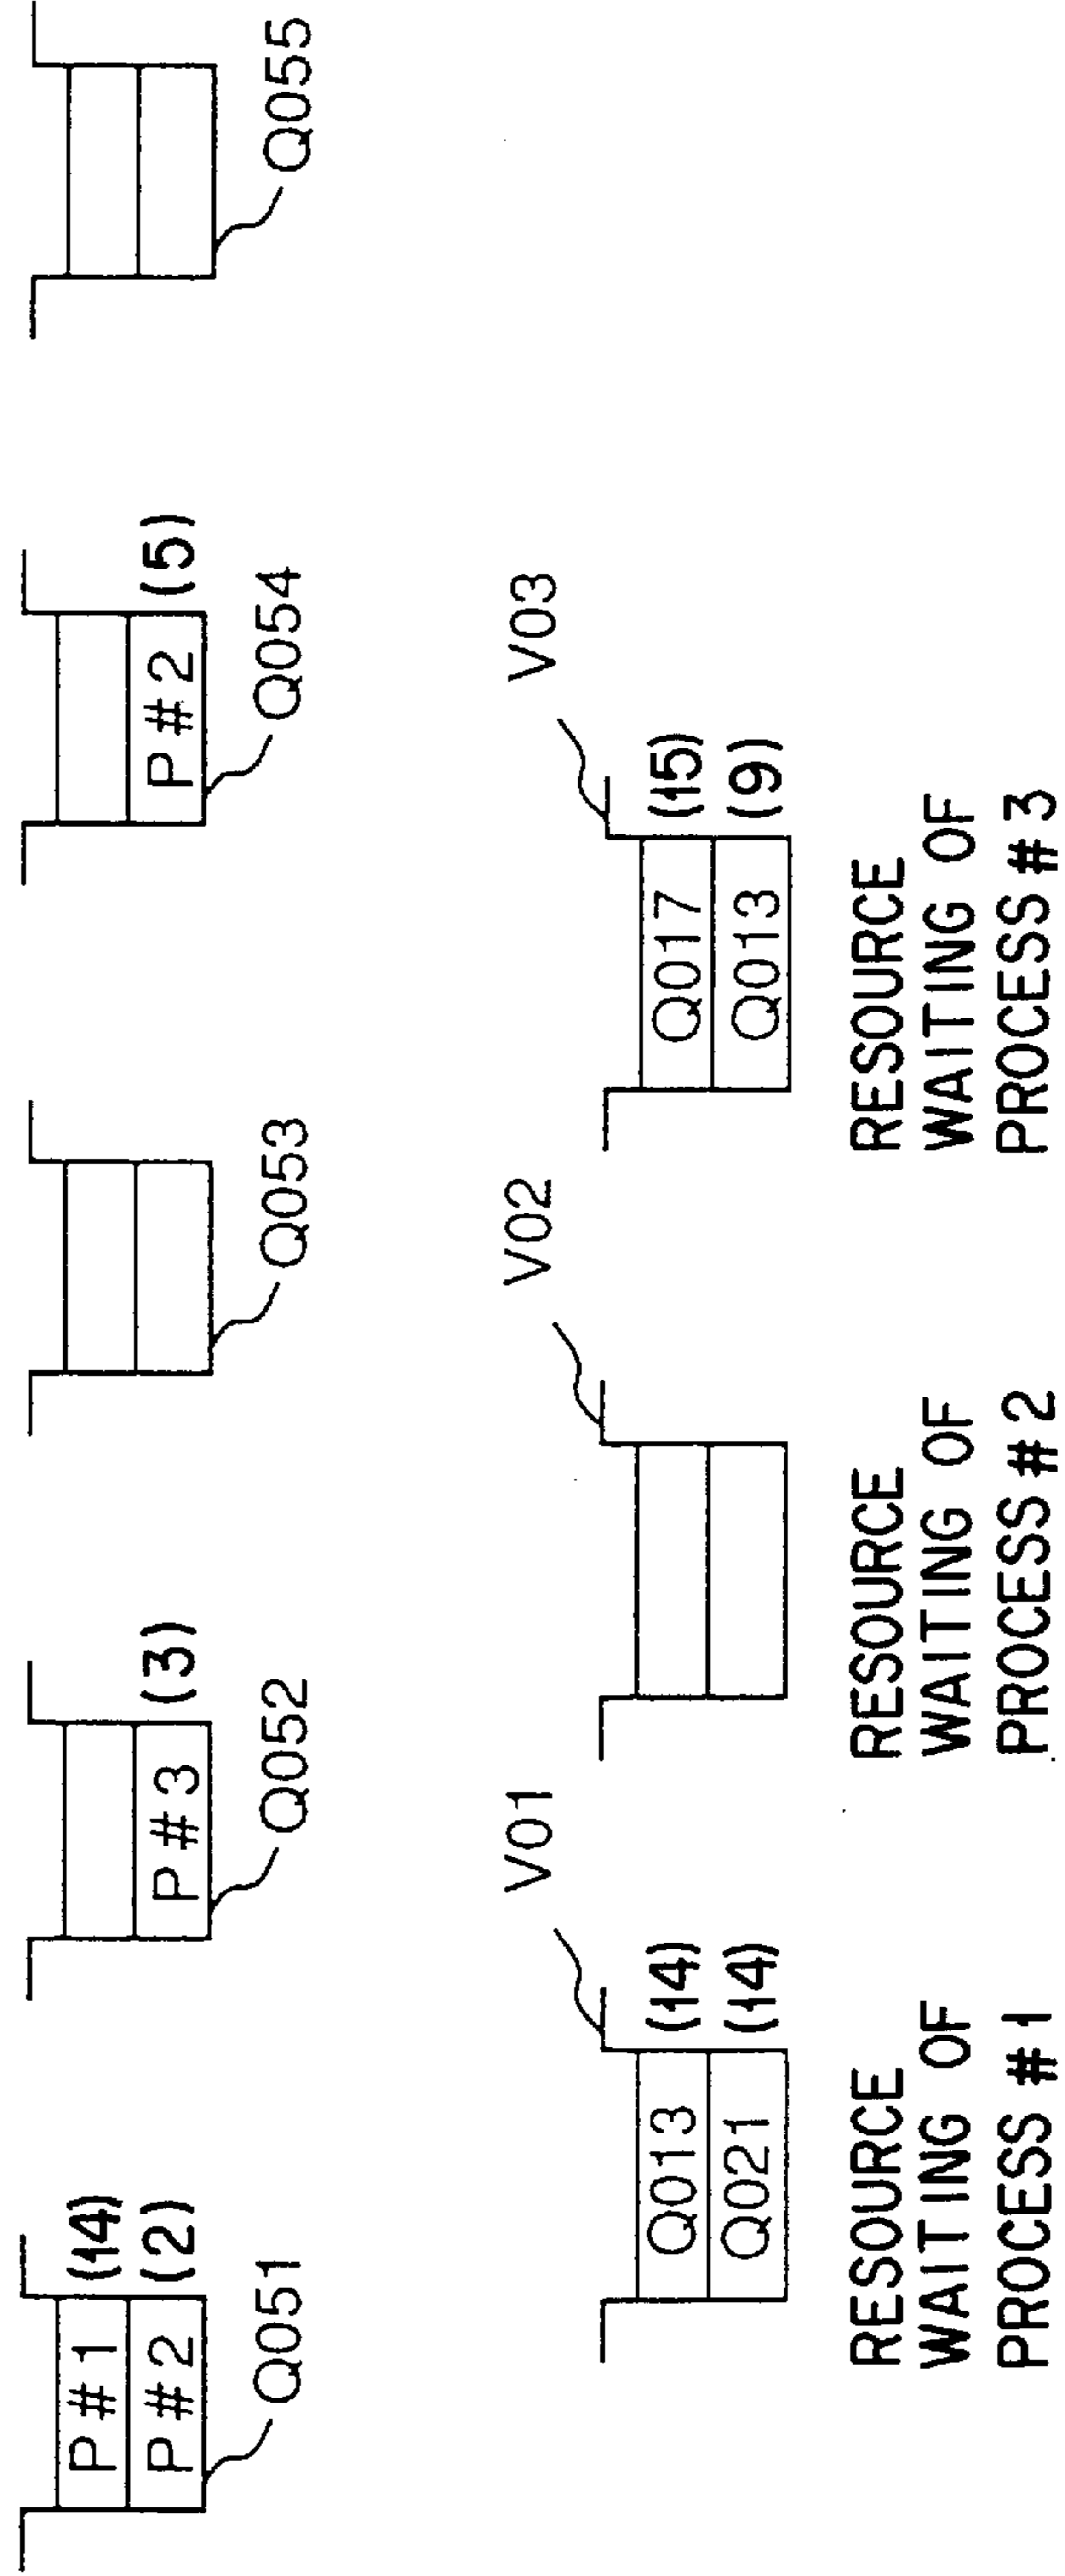 P#1 (14)
P#2 (2)
Q051
P#3 (3)
Q052
Q053
P#2 (5)
Q054
Q055
V01
Q013 (14)
Q021 (14)
RESOURCE
WAITING OF
PROCESS #1
V02
RESOURCE
WAITING OF
PROCESS #2
V03
Q017 (15)
Q013 (9)
RESOURCE
WAITING OF
PROCESS #3